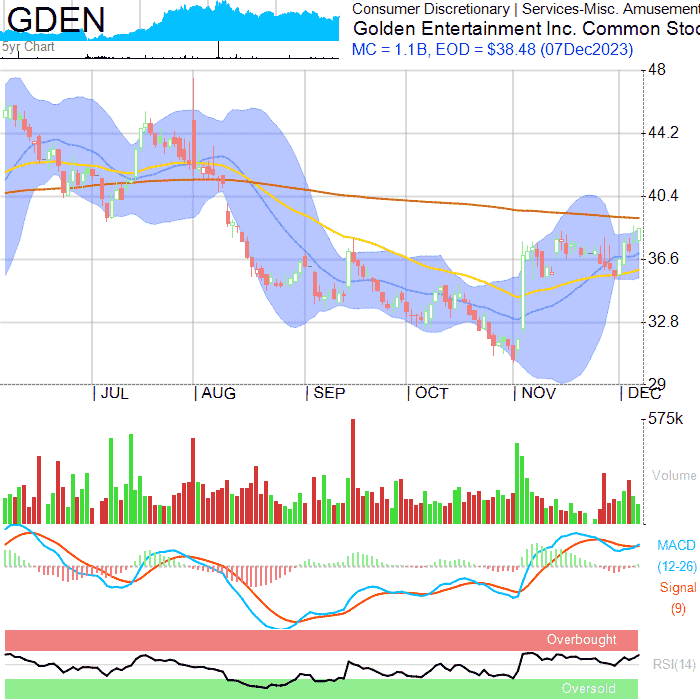 GDEN
5yr Chart
Consumer Discretionary | Services-Misc. Amusement
Golden Entertainment Inc. Common Stoc
MC = 1.1B, EOD = $38.48 (07Dec2023)
48
44.2
40.4
36.6
32.8
29
JUL
AUG
SEP
OCT
NOV
DEC
575k
Volume
MACD
(12-26)
Signal
(9)
Overbought
RSI(14)
Oversold